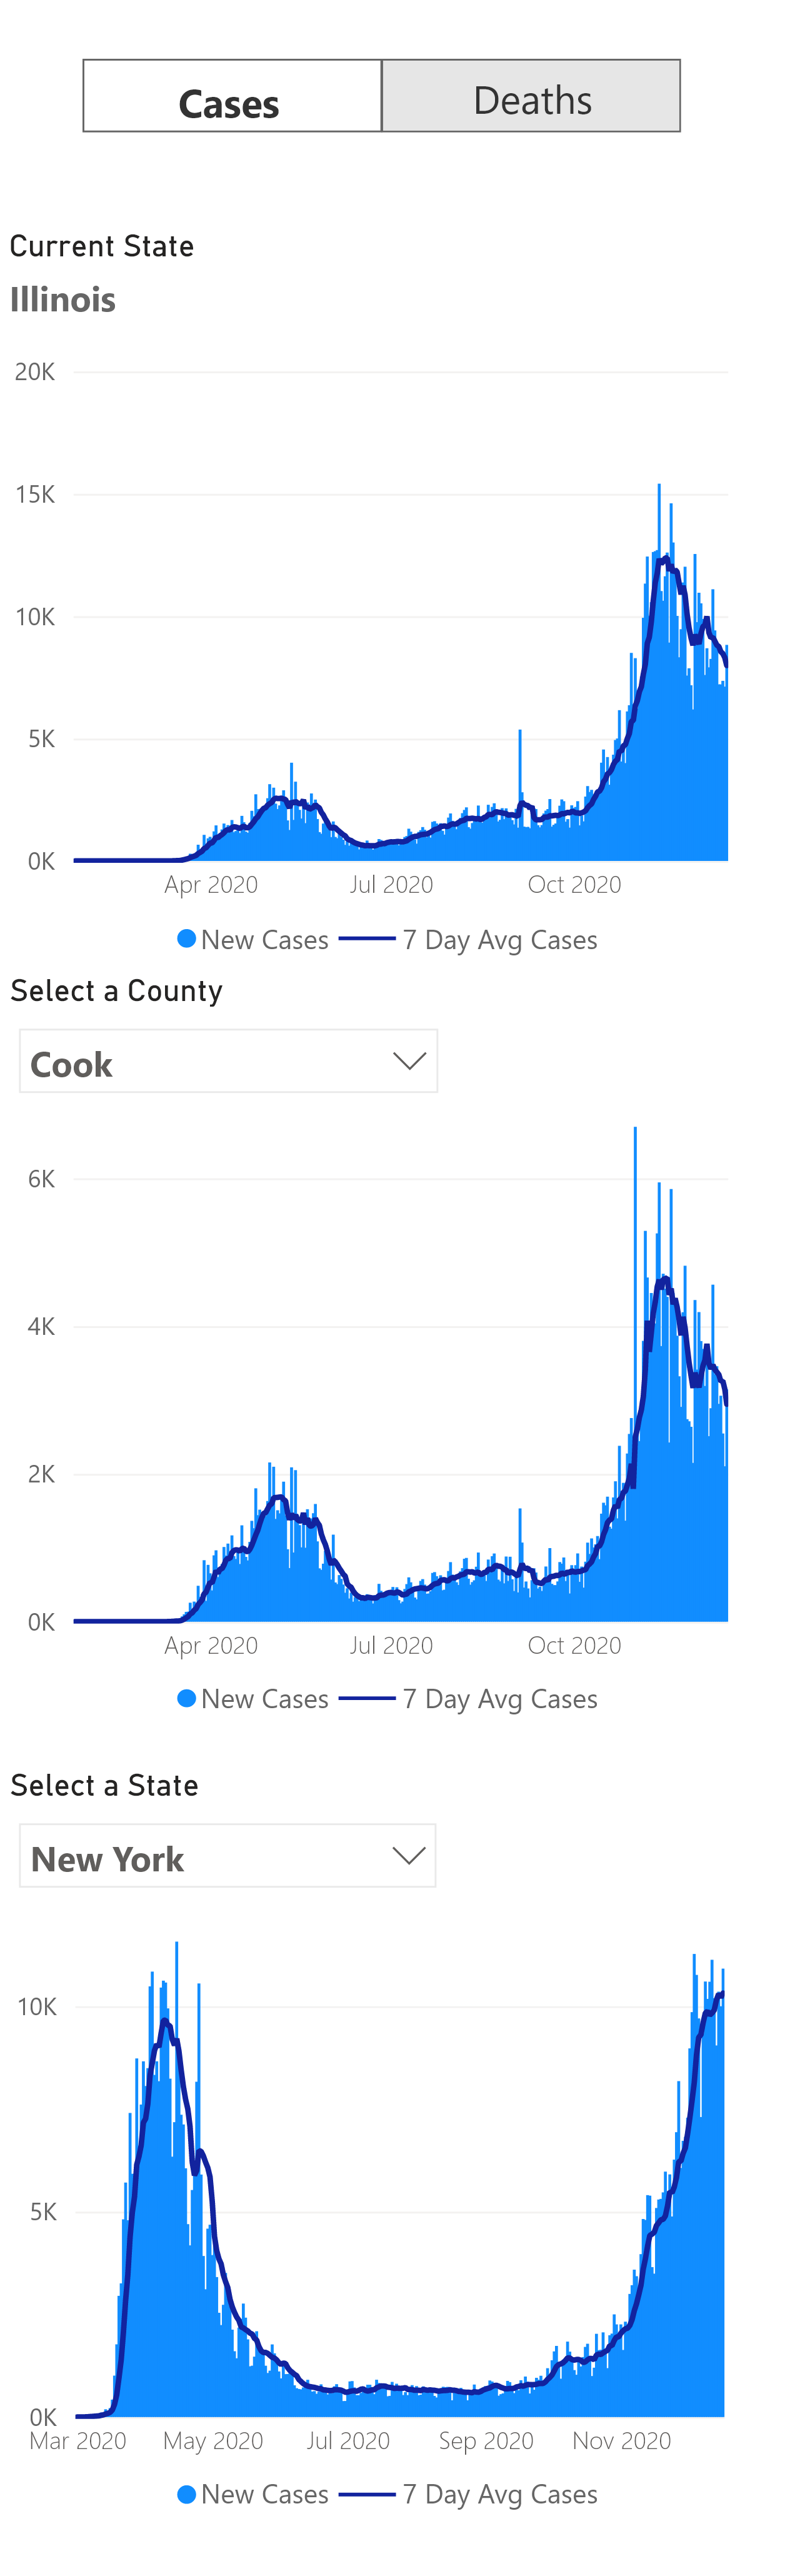 Cases Deaths
Current State
Illinois
20K
15K
10K
5K
0K
Apr 2020 Jul 2020 Oct 2020
New Cases 7 Day Avg Cases
Select a County
Cook
6K
4K
2K
0K
Apr 2020 Jul 2020 Oct 2020
New Cases 7 Day Avg Cases
Select a State
New York
10K
5K
0K
Mar 2020 May 2020 Jul 2020 Sep 2020 Nov 2020
New Cases 7 Day Avg Cases